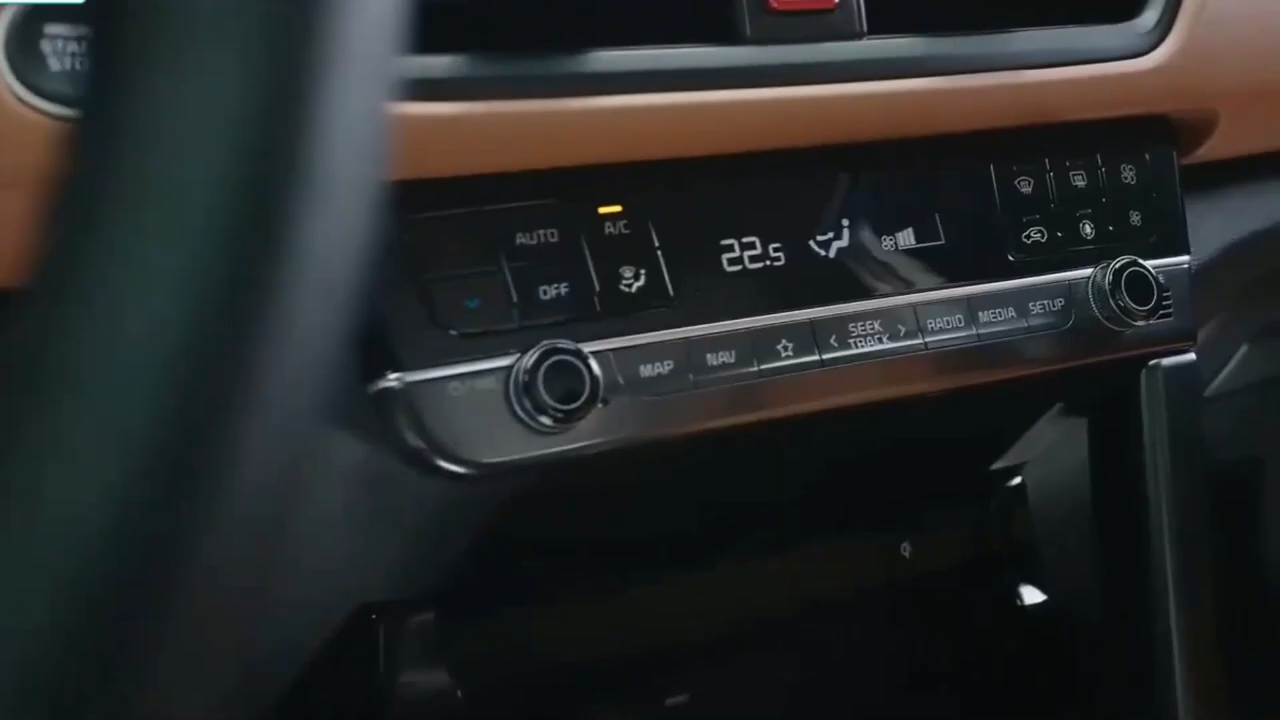 AUTO
A/C
OFF
22.5
MAP
NAV
SEEK
TRACK
RADIO
MEDIA
SETUP